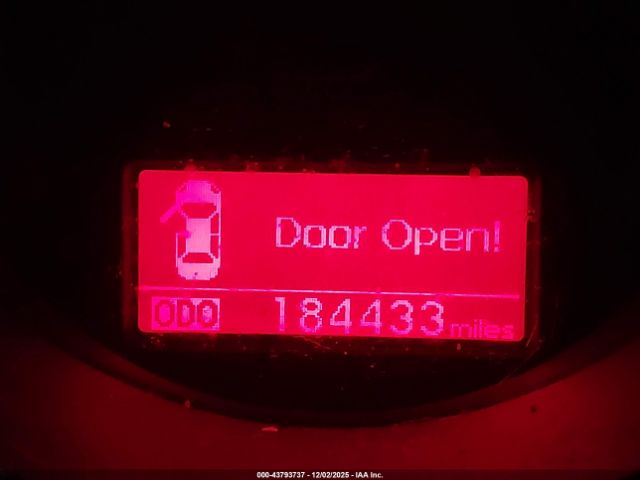 Door Open!
ODO 184433 miles
000-43793737 - 12/02/2025 - IAA Inc.